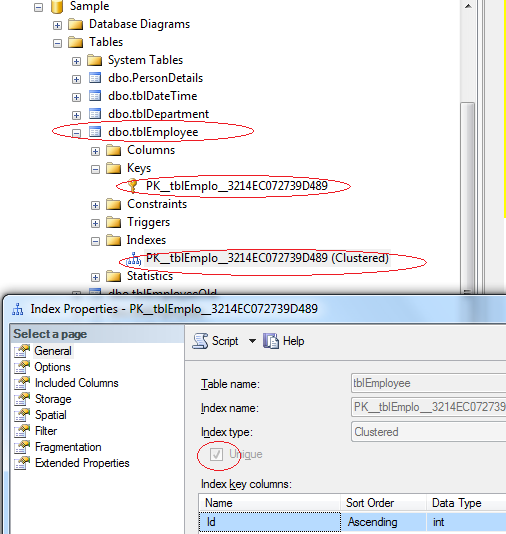 Sample
Database Diagrams
Tables
System Tables
dbo.PersonDetails
dbo.tblDateTime
dbo.tblDepartment
dbo.tblEmployee
Columns
Keys
PK__tblEmplo__3214EC072739D489
Constraints
Triggers
Indexes
PK__tblEmplo__3214EC072739D489 (Clustered)
Statistics
Index Properties - PK__tblEmplo__3214EC072739D489
Select a page
General
Options
Included Columns
Storage
Spatial
Filter
Fragmentation
Extended Properties
Script Help
Table name: tblEmployee
Index name: PK__tblEmplo__3214EC072739
Index type: Clustered
Unique
Index key columns:
Name Sort Order Data Type
Id Ascending int